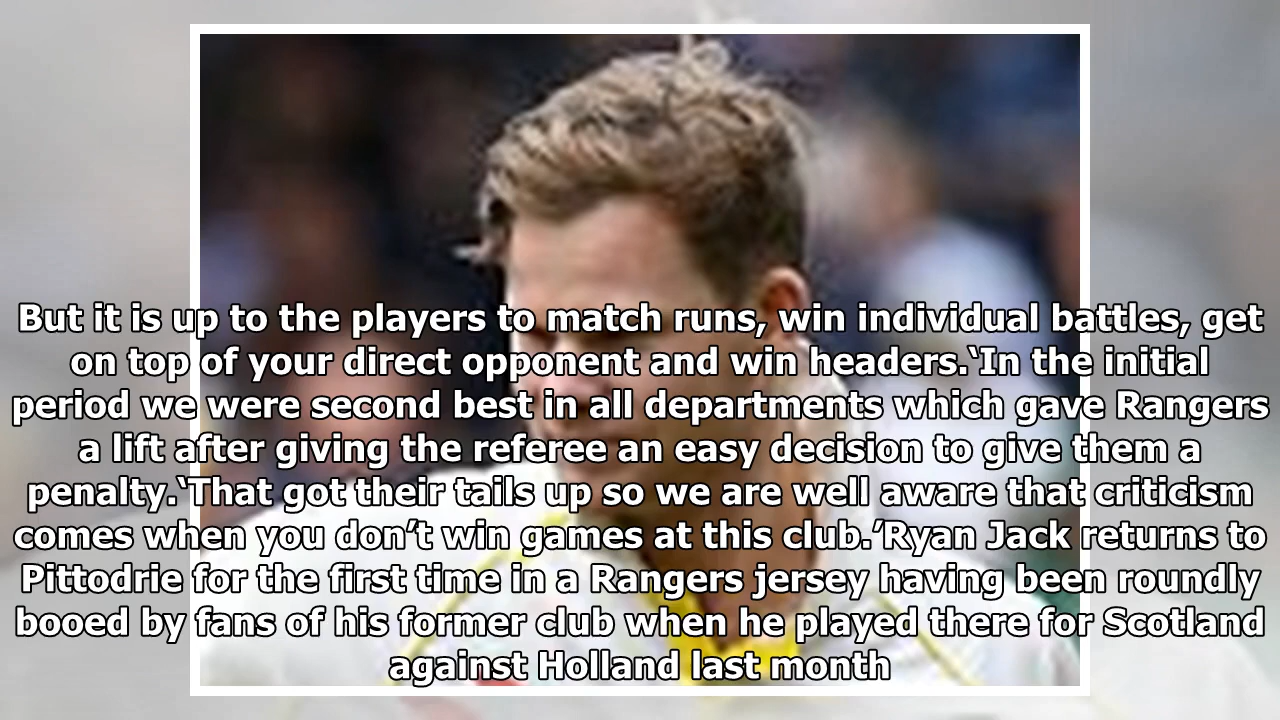 But it is up to the players to match runs, win individual battles, get
on top of your direct opponent and win headers.‘In the initial
period we were second best in all departments which gave Rangers
a lift after giving the referee an easy decision to give them a
penalty.‘That got their tails up so we are well aware that criticism
comes when you don’t win games at this club.’Ryan Jack returns to
Pittodrie for the first time in a Rangers jersey having been roundly
booed by fans of his former club when he played there for Scotland
against Holland last month